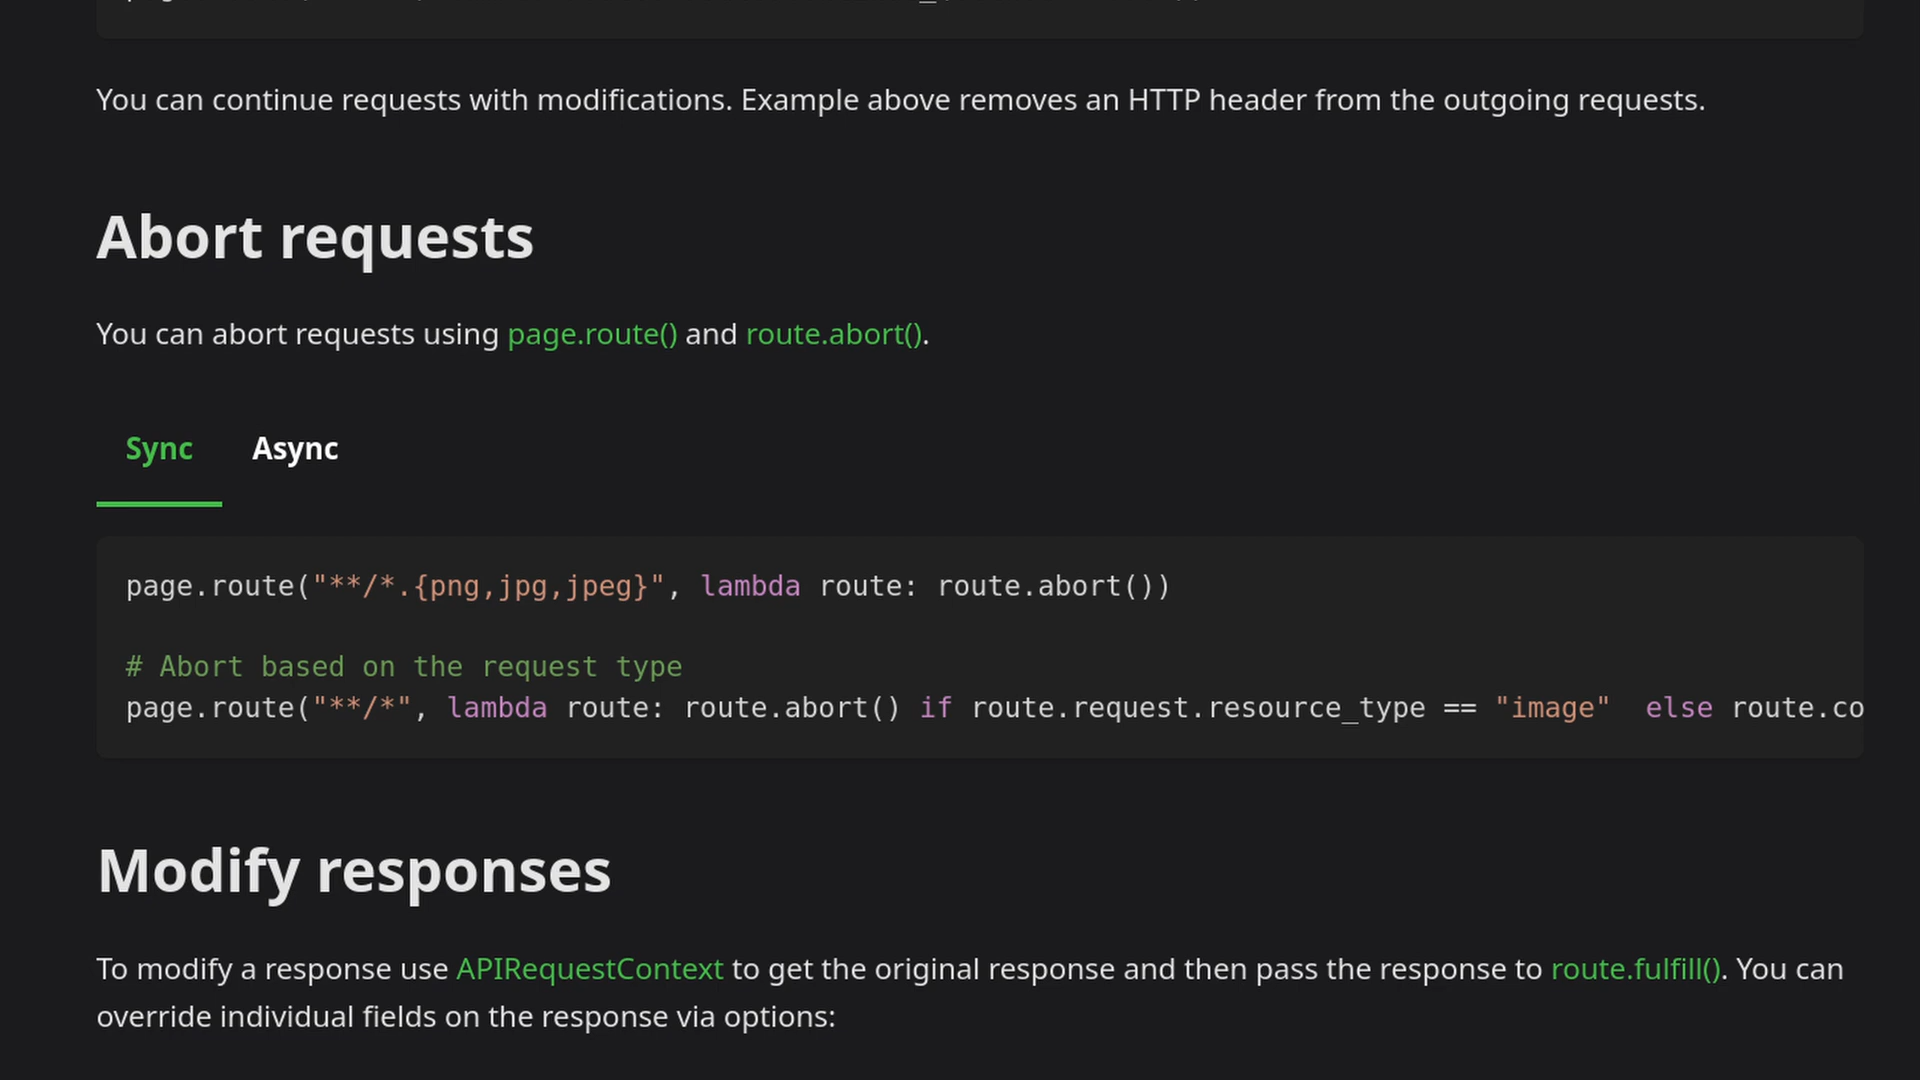 You can continue requests with modifications. Example above removes an HTTP header from the outgoing requests.
Abort requests
You can abort requests using page.route() and route.abort().
Sync Async
page.route("**/*.{png,jpg,jpeg}", lambda route: route.abort())
# Abort based on the request type
page.route("**/*", lambda route: route.abort() if route.request.resource_type == "image"  else route.co
Modify responses
To modify a response use APIRequestContext to get the original response and then pass the response to route.fulfill(). You can
override individual fields on the response via options: